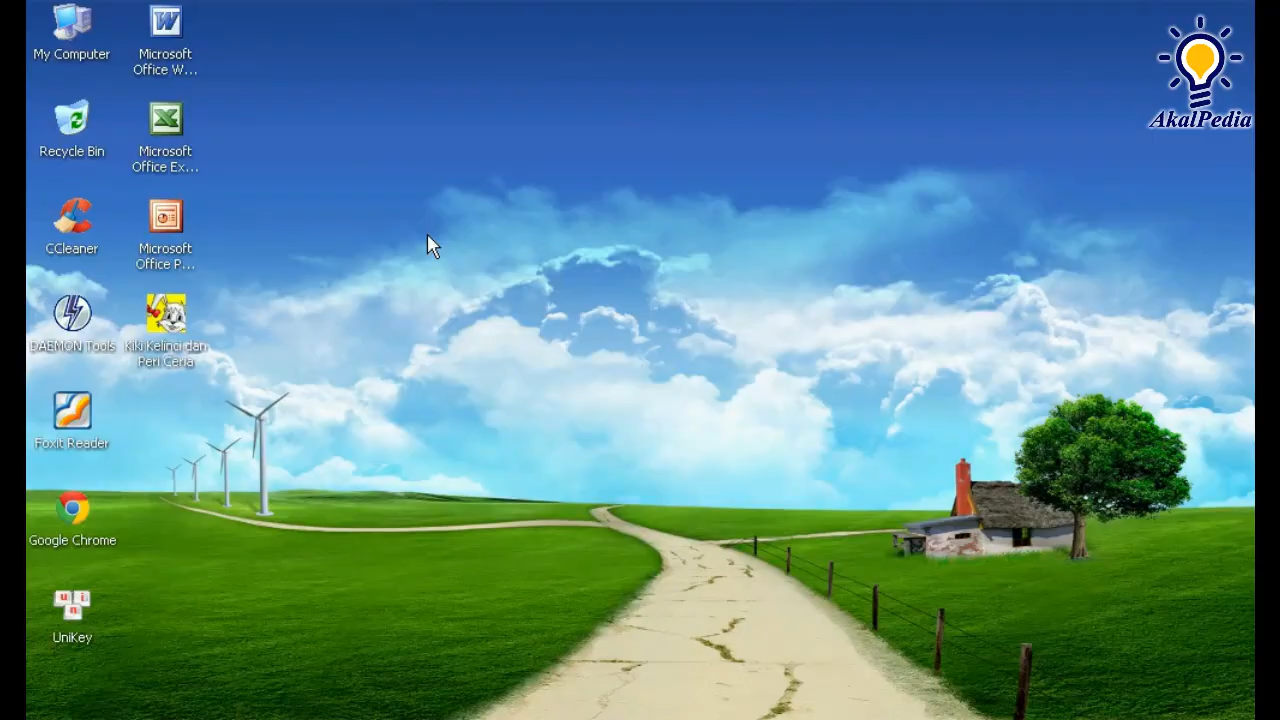 My Computer
Microsoft
Office W...
Recycle Bin
Microsoft
Office Ex...
CCleaner
Microsoft
Office P...
DAEMON Tools
Kiki Kelinci dan
Peri Ceria
Foxit Reader
Google Chrome
u i
n
UniKey
AkalPedia